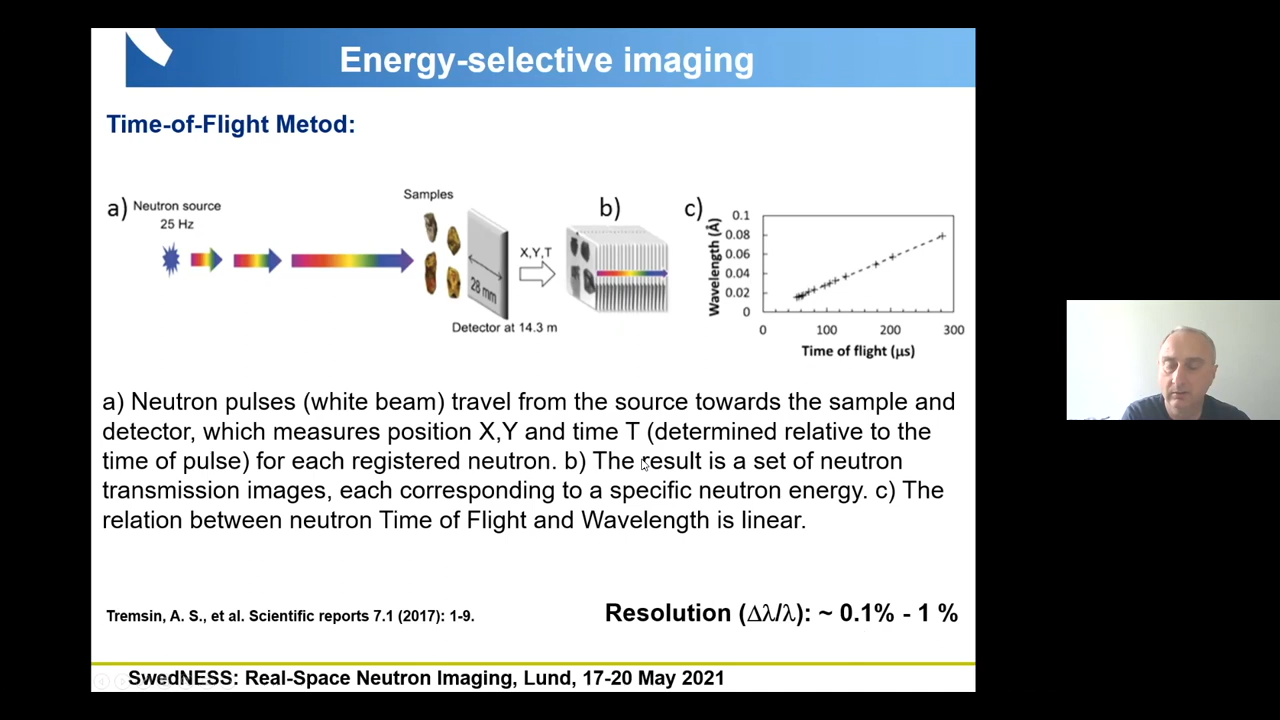 Energy-selective imaging
Time-of-Flight Metod:
a)
Neutron source
25 Hz
Samples
28 mm
Detector at 14.3 m
X,Y,T
b)
c)
Wavelength (Å)
0.1
0.08
0.06
0.04
0.02
0
0 100 200 300
Time of flight (µs)
a) Neutron pulses (white beam) travel from the source towards the sample and
detector, which measures position X,Y and time T (determined relative to the
time of pulse) for each registered neutron. b) The result is a set of neutron
transmission images, each corresponding to a specific neutron energy. c) The
relation between neutron Time of Flight and Wavelength is linear.
Tremsin, A. S., et al. Scientific reports 7.1 (2017): 1-9.
Resolution (Δλ/λ): ~ 0.1% - 1 %
SwedNESS: Real-Space Neutron Imaging, Lund, 17-20 May 2021